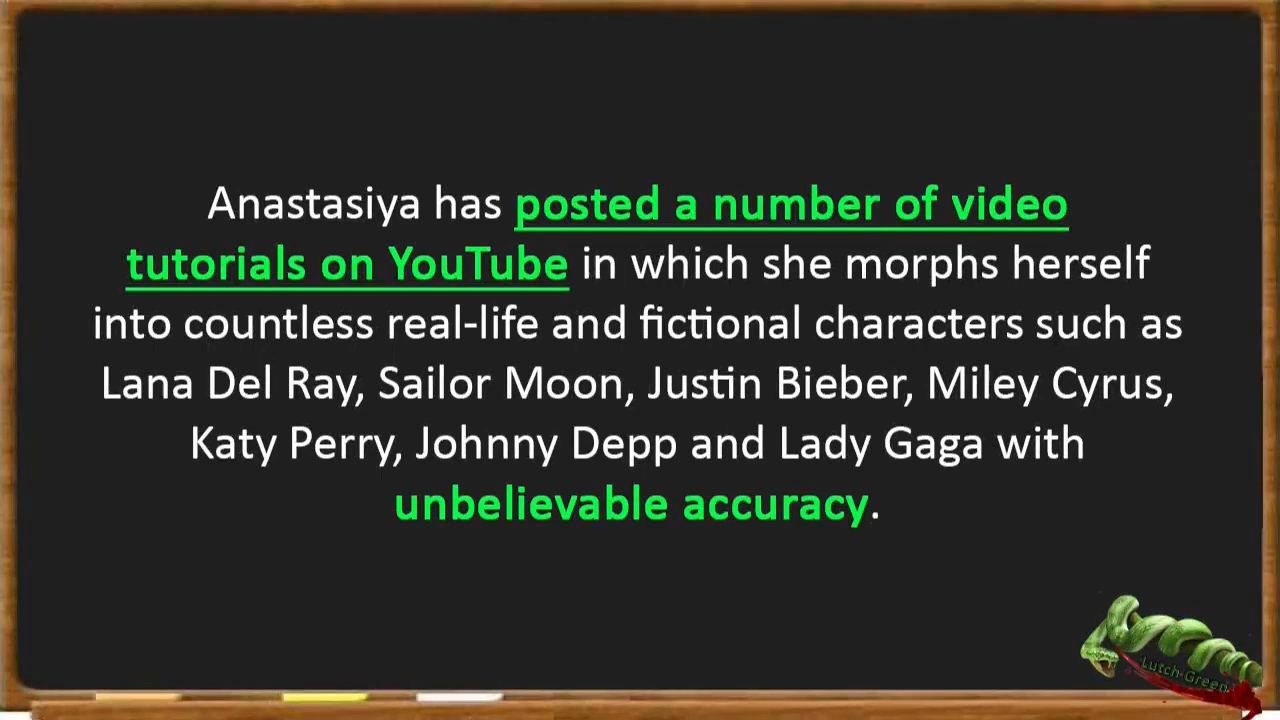 Anastasiya has posted a number of video
tutorials on YouTube in which she morphs herself
into countless real-life and fictional characters such as
Lana Del Ray, Sailor Moon, Justin Bieber, Miley Cyrus,
Katy Perry, Johnny Depp and Lady Gaga with
unbelievable accuracy.
Lutch-Green